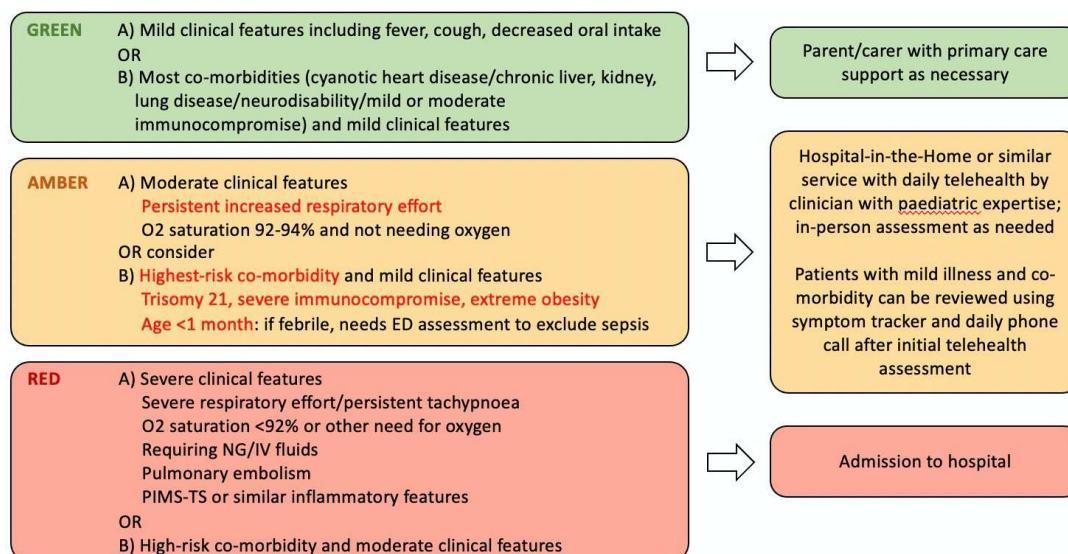 GREEN A) Mild clinical features including fever, cough, decreased oral intake
OR
B) Most co-morbidities (cyanotic heart disease/chronic liver, kidney,
lung disease/neurodisability/mild or moderate
immunocompromise) and mild clinical features
Parent/carer with primary care
support as necessary
AMBER A) Moderate clinical features
Persistent increased respiratory effort
O2 saturation 92-94% and not needing oxygen
OR consider
B) Highest-risk co-morbidity and mild clinical features
Trisomy 21, severe immunocompromise, extreme obesity
Age <1 month: if febrile, needs ED assessment to exclude sepsis
Hospital-in-the-Home or similar
service with daily telehealth by
clinician with paediatric expertise;
in-person assessment as needed
Patients with mild illness and co-
morbidity can be reviewed using
symptom tracker and daily phone
call after initial telehealth
assessment
RED A) Severe clinical features
Severe respiratory effort/persistent tachypnoea
O2 saturation <92% or other need for oxygen
Requiring NG/IV fluids
Pulmonary embolism
PIMS-TS or similar inflammatory features
OR
B) High-risk co-morbidity and moderate clinical features
Admission to hospital